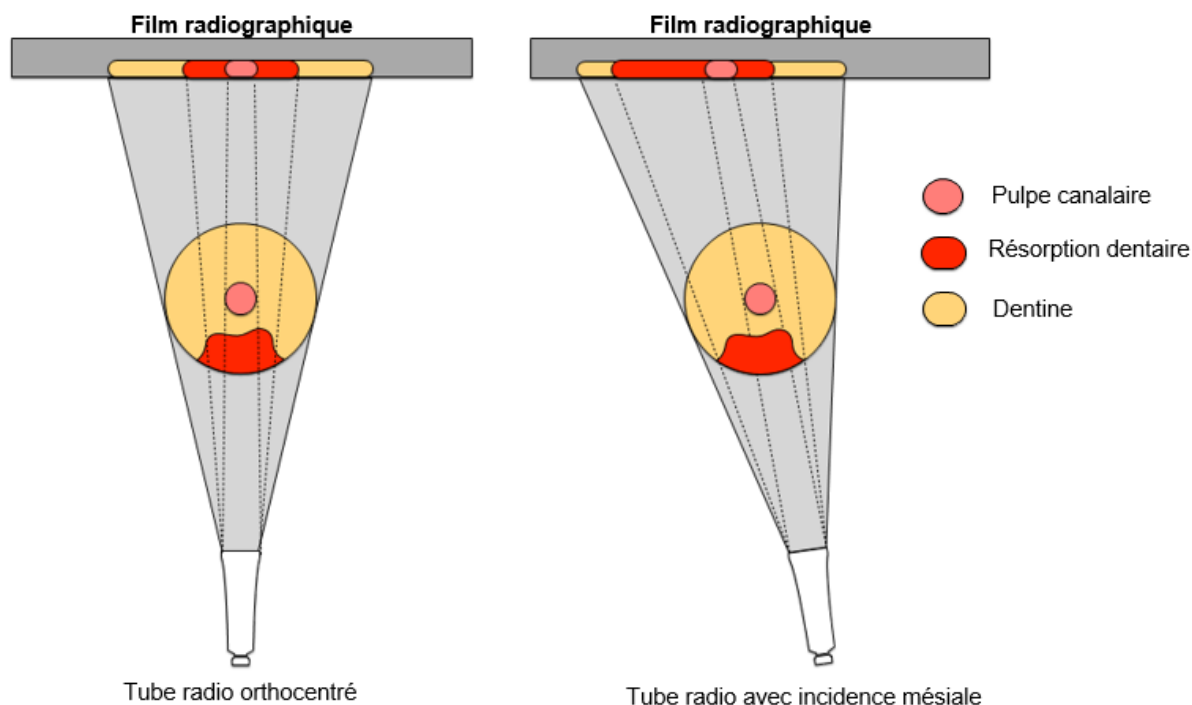 Film radiographique
Film radiographique
Pulpe canalaire
Résorption dentaire
Dentine
Tube radio orthocentré
Tube radio avec incidence mésiale